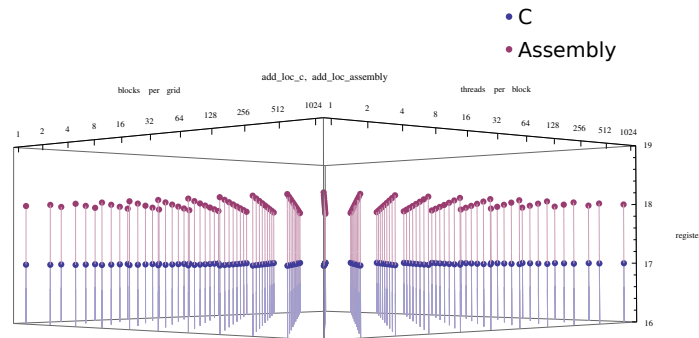 C
Assembly
add_loc_c, add_loc_assembly
blocks per grid
threads per block
1 2 4 8 16 32 64 128 256 512 1024
1 2 4 8 16 32 64 128 256 512 1024
19
18
17
16
registe